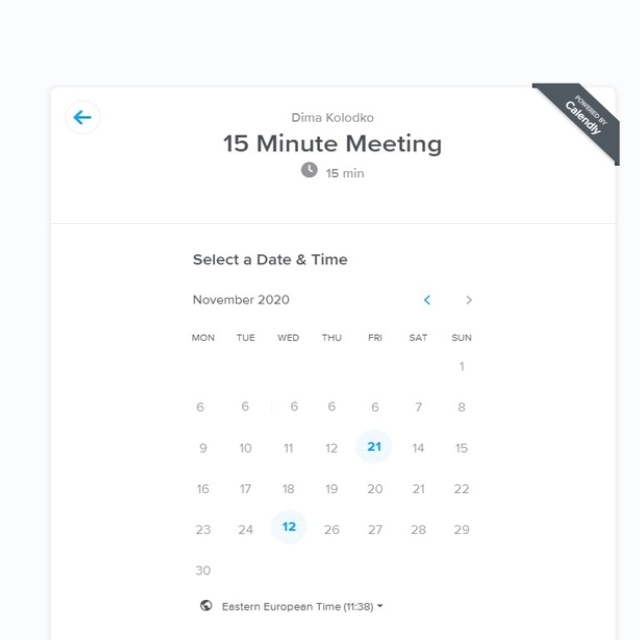 POWERED BY
Calendly
Dima Kolodko
15 Minute Meeting
15 min
Select a Date & Time
November 2020
MON TUE WED THU FRI SAT SUN
1
6 6 6 6 6 7 8
9 10 11 12 21 14 15
16 17 18 19 20 21 22
23 24 12 26 27 28 29
30
Eastern European Time (11:38)